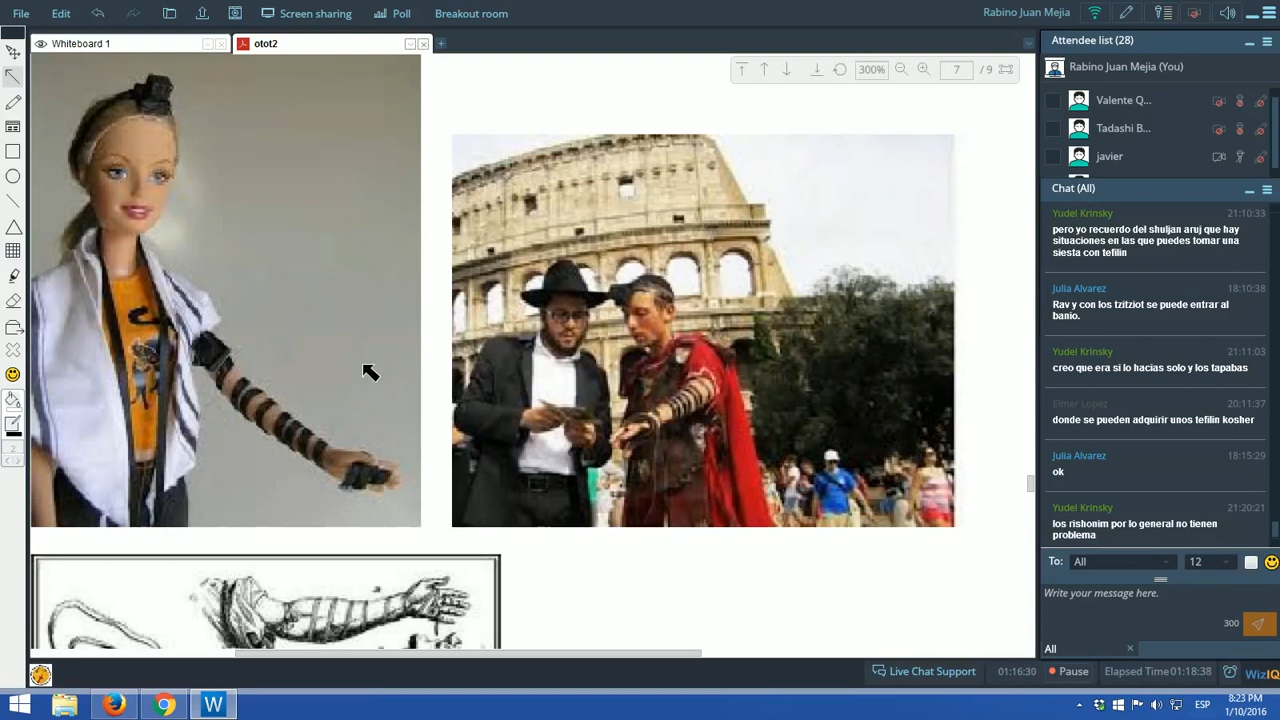 File Edit Screen sharing Poll Breakout room Rabino Juan Mejia
Whiteboard 1 otot2
300% 7 / 9
Attendee list (28)
Rabino Juan Mejia (You)
Valente Q...
Tadashi B...
javier
Chat (All)
Yudel Krinsky 21:10:33
pero yo recuerdo del shuljan aruj que hay
situaciones en las que puedes tomar una
siesta con tefilin
Julia Alvarez 18:10:38
Rav y con los tzitziot se puede entrar al
banio.
Yudel Krinsky 21:11:03
creo que era si lo hacias solo y los tapabas
Elmer Lopez 20:11:37
donde se pueden adquirir unos tefilin kosher
Julia Alvarez 18:15:29
ok
Yudel Krinsky 21:20:21
los rishonim por lo general no tienen
problema
To: All 12
Write your message here.
300
All
2
Live Chat Support 01:16:30 Pause Elapsed Time 01:18:38 WizIQ
W ESP 8:23 PM
1/10/2016